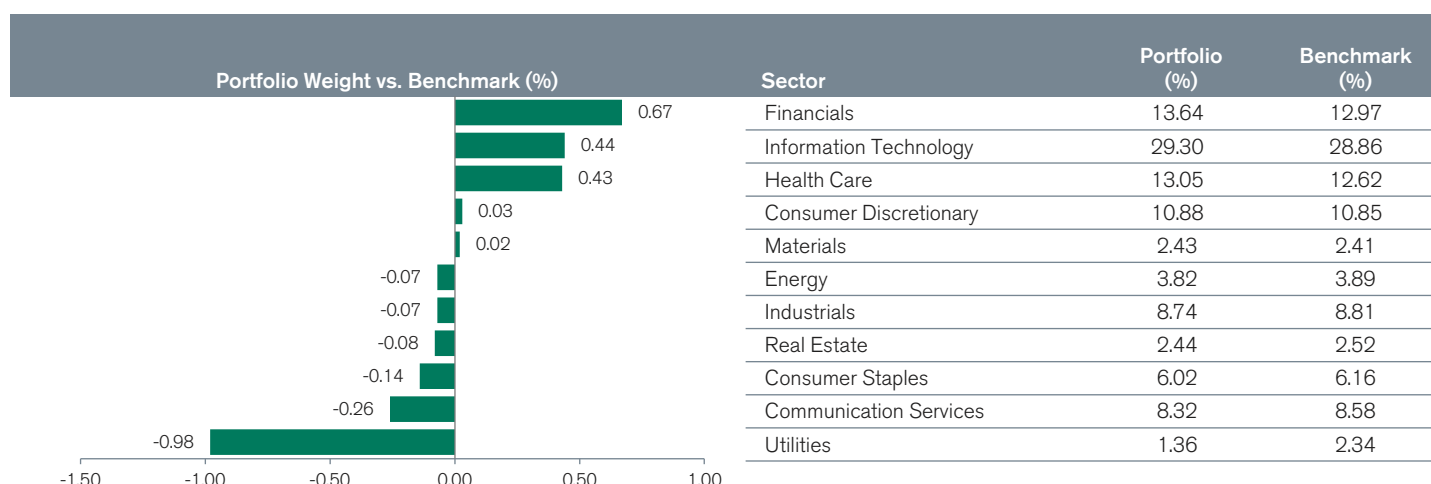 Portfolio Weight vs. Benchmark (%) Sector Portfolio (%) Benchmark (%)
0.67 Financials 13.64 12.97
0.44 Information Technology 29.30 28.86
0.43 Health Care 13.05 12.62
0.03 Consumer Discretionary 10.88 10.85
0.02 Materials 2.43 2.41
-0.07 Energy 3.82 3.89
-0.07 Industrials 8.74 8.81
-0.08 Real Estate 2.44 2.52
-0.14 Consumer Staples 6.02 6.16
-0.26 Communication Services 8.32 8.58
-0.98 Utilities 1.36 2.34
-1.50 -1.00 -0.50 0.00 0.50 1.00